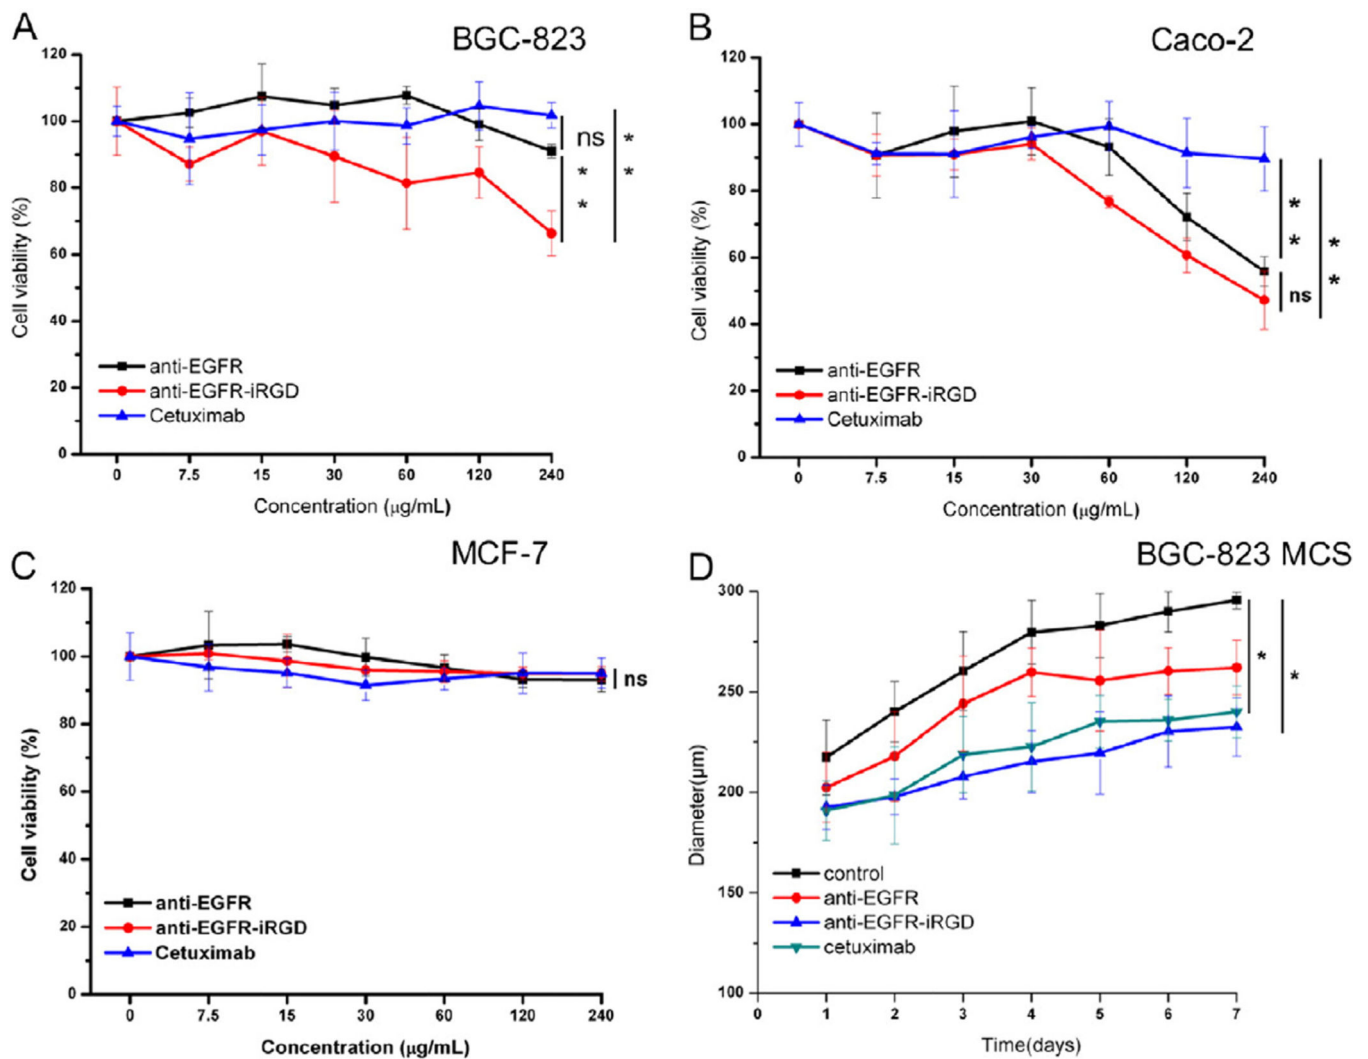 A
BGC-823
120
100
80
60
40
20
0
Cell viability (%)
ns
*
*
*
*
anti-EGFR
anti-EGFR-iRGD
Cetuximab
0 7.5 15 30 60 120 240
Concentration (μg/mL)
B
Caco-2
120
100
80
60
40
20
0
Cell viability (%)
*
*
*
*
ns
anti-EGFR
anti-EGFR-iRGD
Cetuximab
0 7.5 15 30 60 120 240
Concentration (μg/mL)
C
MCF-7
120
100
80
60
40
20
0
Cell viability (%)
ns
anti-EGFR
anti-EGFR-iRGD
Cetuximab
0 7.5 15 30 60 120 240
Concentration (μg/mL)
D
BGC-823 MCS
300
250
200
150
100
Diameter(μm)
*
*
control
anti-EGFR
anti-EGFR-iRGD
cetuximab
0 1 2 3 4 5 6 7
Time(days)